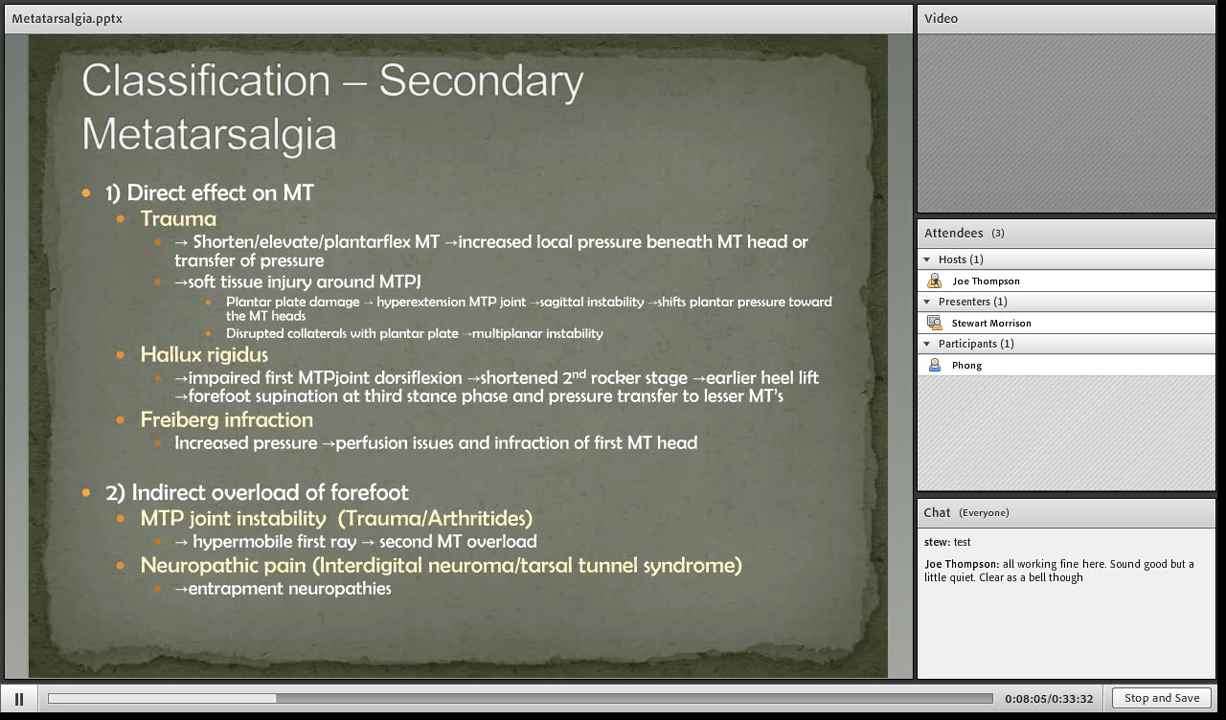 Metatarsalgia.pptx
Classification – Secondary
Metatarsalgia
• 1) Direct effect on MT
• Trauma
• → Shorten/elevate/plantarflex MT →increased local pressure beneath MT head or
transfer of pressure
• →soft tissue injury around MTPJ
• Plantar plate damage → hyperextension MTP joint →sagittal instability →shifts plantar pressure toward
the MT heads
• Disrupted collaterals with plantar plate →multiplanar instability
• Hallux rigidus
• →impaired first MTPjoint dorsiflexion →shortened 2nd rocker stage →earlier heel lift
→forefoot supination at third stance phase and pressure transfer to lesser MT's
• Freiberg infraction
• Increased pressure →perfusion issues and infraction of first MT head
• 2) Indirect overload of forefoot
• MTP joint instability (Trauma/Arthritides)
• → hypermobile first ray → second MT overload
• Neuropathic pain (Interdigital neuroma/tarsal tunnel syndrome)
• →entrapment neuropathies
Video
Attendees (3)
Hosts (1)
Joe Thompson
Presenters (1)
Stewart Morrison
Participants (1)
Phong
Chat (Everyone)
stew: test
Joe Thompson: all working fine here. Sound good but a
little quiet. Clear as a bell though
0:08:05/0:33:32
Stop and Save